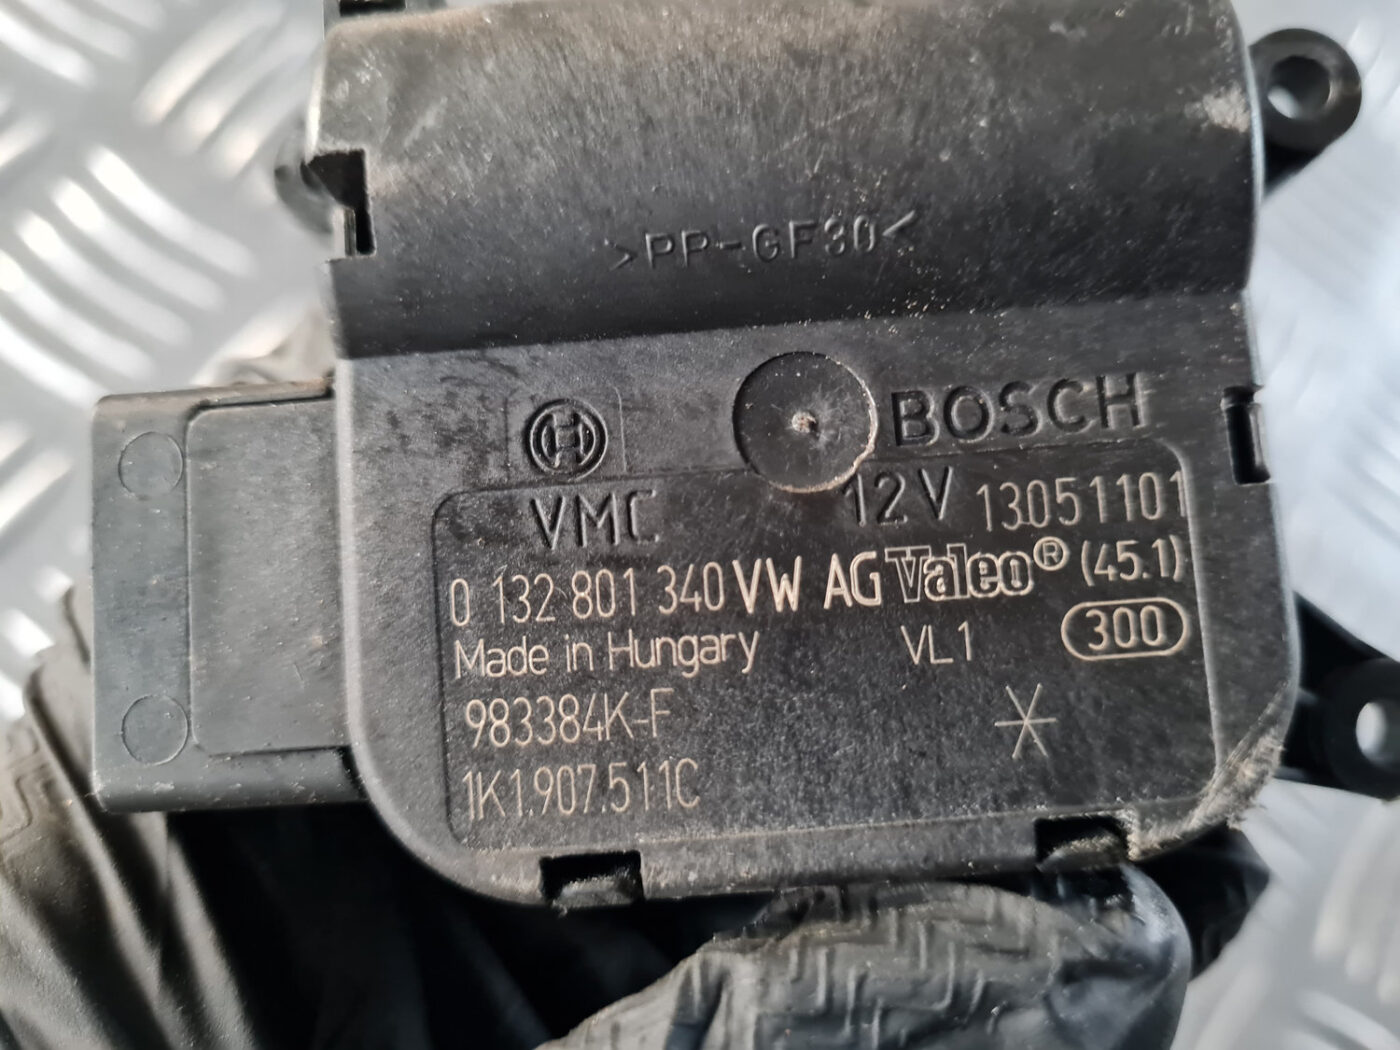 >PP-GF30<
BOSCH
VMC 12V 13051101
0 132 801 340 VW AG Valeo® (45.1)
Made in Hungary VL1 300
983384K-F
1K1.907.511C